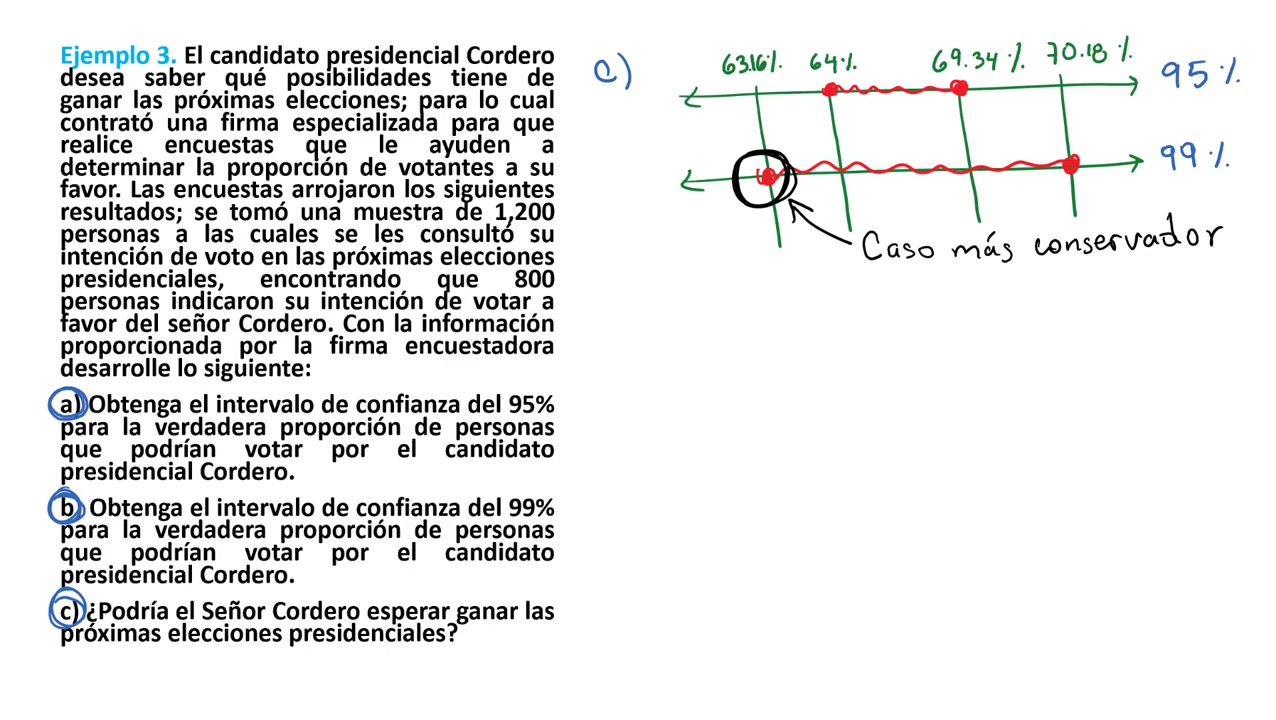 Ejemplo 3. El candidato presidencial Cordero
desea saber qué posibilidades tiene de
ganar las próximas elecciones; para lo cual
contrató una firma especializada para que
realice encuestas que le ayuden a
determinar la proporción de votantes a su
favor. Las encuestas arrojaron los siguientes
resultados; se tomó una muestra de 1,200
personas a las cuales se les consultó su
intención de voto en las próximas elecciones
presidenciales, encontrando que 800
personas indicaron su intención de votar a
favor del señor Cordero. Con la información
proporcionada por la firma encuestadora
desarrolle lo siguiente:
a) Obtenga el intervalo de confianza del 95%
para la verdadera proporción de personas
que podrían votar por el candidato
presidencial Cordero.
b) Obtenga el intervalo de confianza del 99%
para la verdadera proporción de personas
que podrían votar por el candidato
presidencial Cordero.
c) ¿Podría el Señor Cordero esperar ganar las
próximas elecciones presidenciales?
c)
63.16% 64% 69.34% 70.18%
95%
99%
Caso más conservador